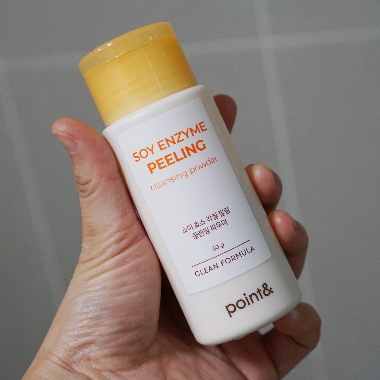 SOY ENZYME
PEELING
cleansing powder
소이 효소 각질 필링
클렌징 파우더
50 g
CLEAN FORMULA
point&